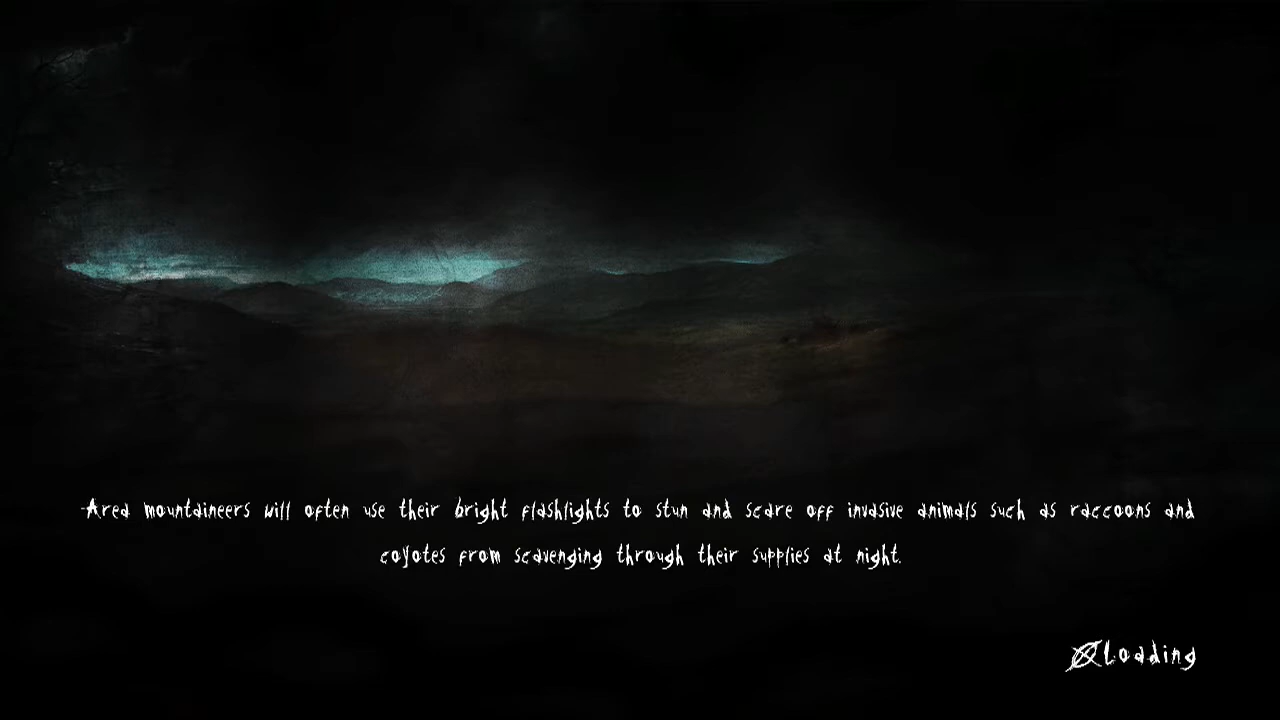 Area mountaineers will often use their bright flashlights to stun and scare off invasive animals such as raccoons and
coyotes from scavenging through their supplies at night.
Loading